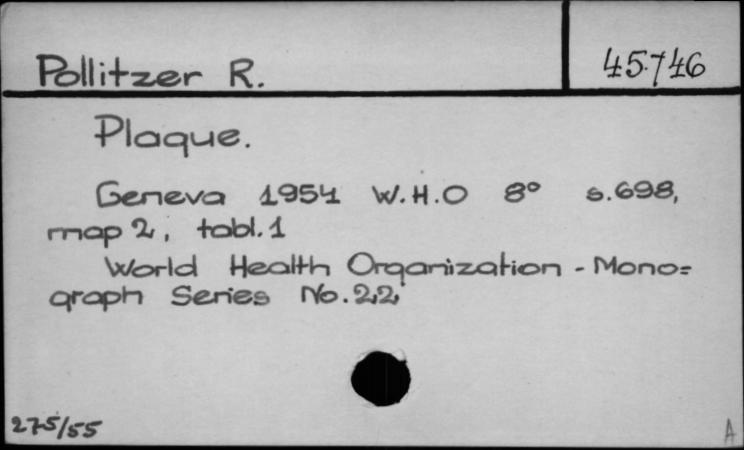 Pollitzer R.
45746
Plaque.
Geneva 1954 W.H.O 8° s.698,
map 2, tabl.1
World Health Organization - Mono=
graph Series No.22
275/55
A